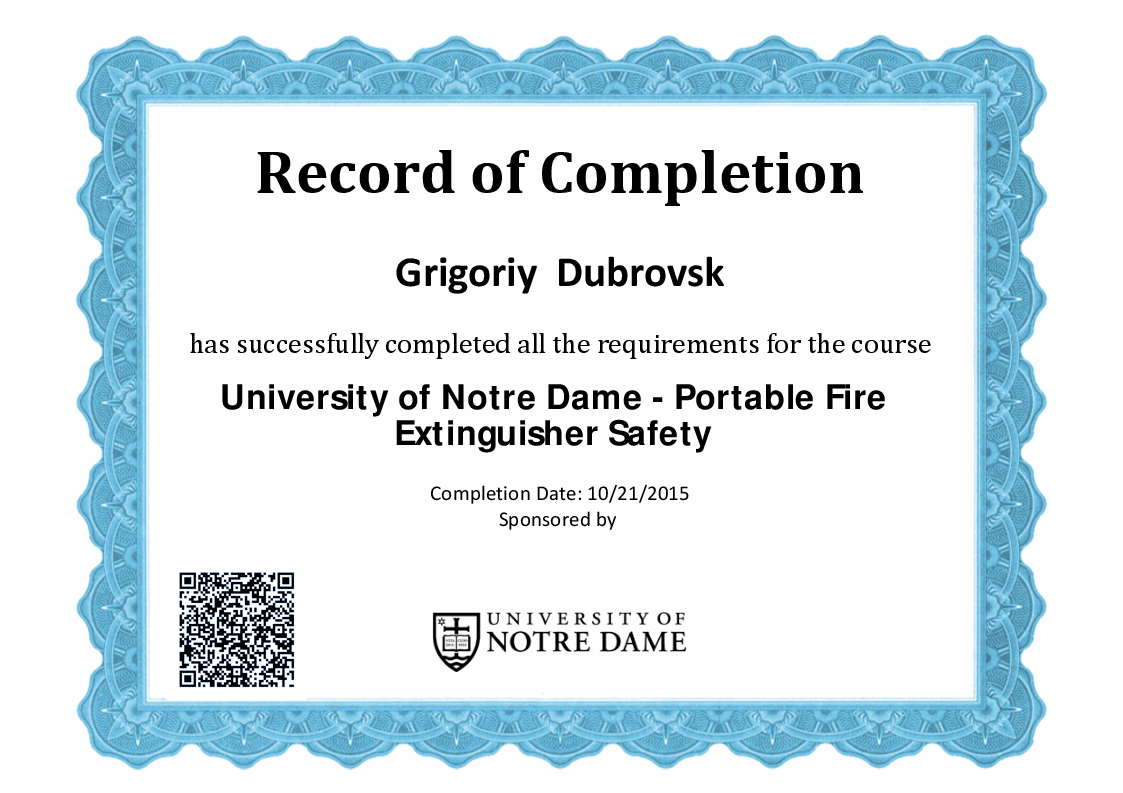 Record of Completion
Grigoriy Dubrovsk
has successfully completed all the requirements for the course
University of Notre Dame - Portable Fire
Extinguisher Safety
Completion Date: 10/21/2015
Sponsored by
UNIVERSITY OF
NOTRE DAME